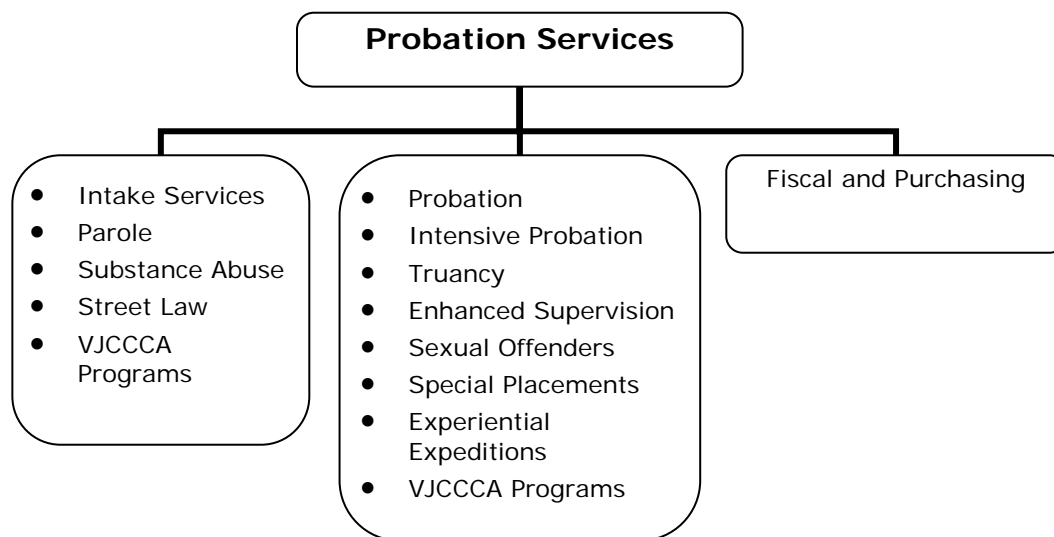 Probation Services
● Intake Services
● Parole
● Substance Abuse
● Street Law
● VJCCCA
Programs
● Probation
● Intensive Probation
● Truancy
● Enhanced Supervision
● Sexual Offenders
● Special Placements
● Experiential
Expeditions
● VJCCCA Programs
Fiscal and Purchasing